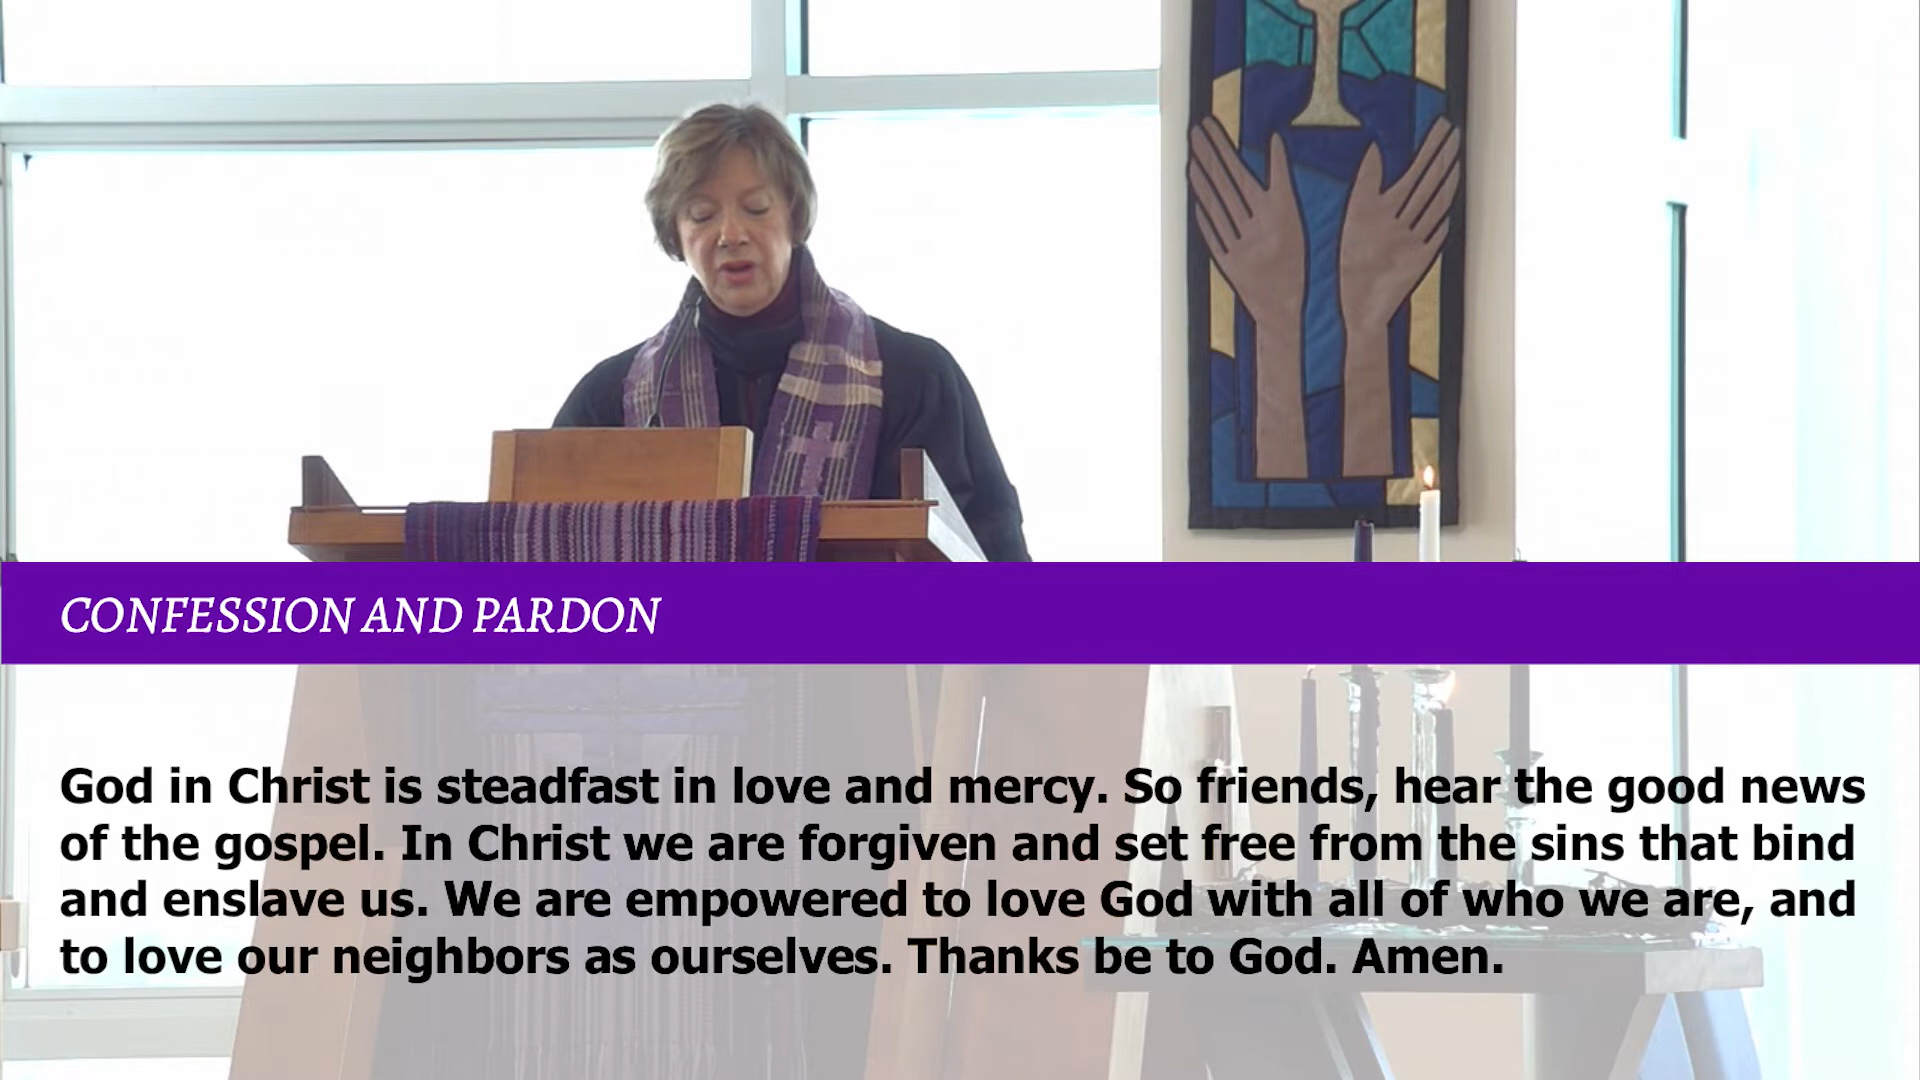 CONFESSION AND PARDON
God in Christ is steadfast in love and mercy. So friends, hear the good news
of the gospel. In Christ we are forgiven and set free from the sins that bind
and enslave us. We are empowered to love God with all of who we are, and
to love our neighbors as ourselves. Thanks be to God. Amen.